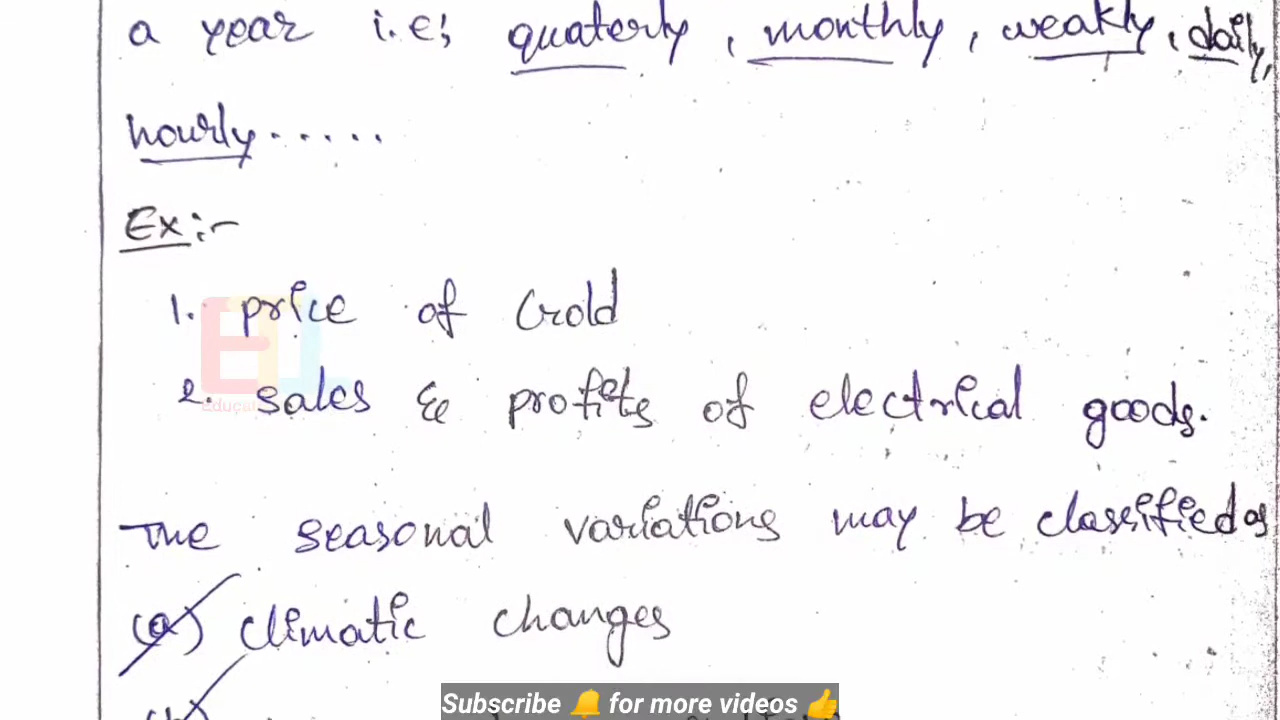 a year i.e; quaterly, monthly, weakly, daily,
hourly.....
Ex:-
1. price of Gold
2. sales & profits of electrical goods.
The seasonal variations may be classified as
(a) climatic changes
Subscribe 🔔 for more videos 👍